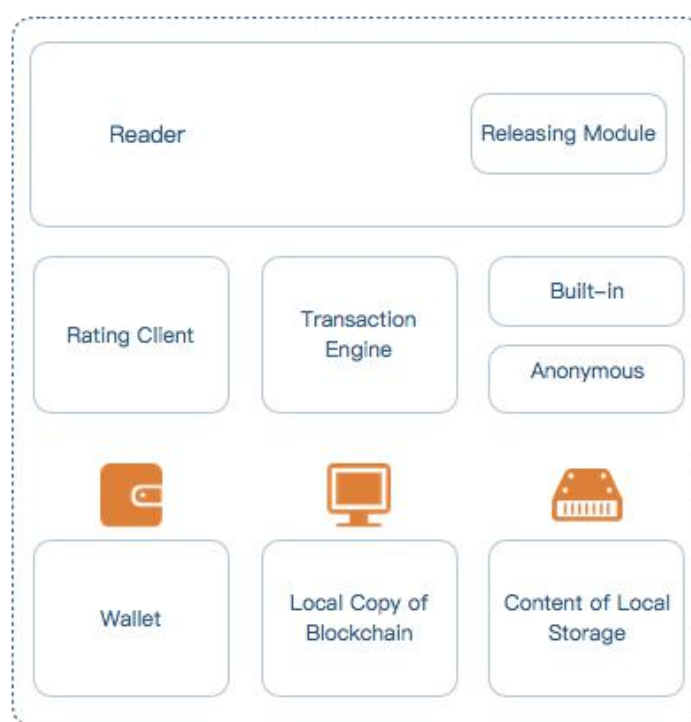 Reader
Releasing Module
Rating Client
Transaction
Engine
Built-in
Anonymous
Wallet
Local Copy of
Blockchain
Content of Local
Storage